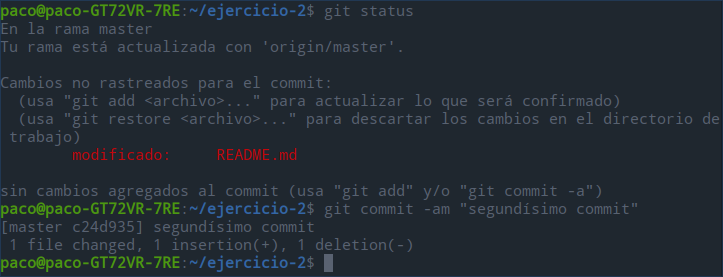 paco@paco-GT72VR-7RE:~/ejercicio-2$ git status
En la rama master
Tu rama está actualizada con 'origin/master'.
Cambios no rastreados para el commit:
(usa "git add <archivo>..." para actualizar lo que será confirmado)
(usa "git restore <archivo>..." para descartar los cambios en el directorio de
trabajo)
modificado: README.md
sin cambios agregados al commit (usa "git add" y/o "git commit -a")
paco@paco-GT72VR-7RE:~/ejercicio-2$ git commit -am "segundísimo commit"
[master c24d935] segundísimo commit
1 file changed, 1 insertion(+), 1 deletion(-)
paco@paco-GT72VR-7RE:~/ejercicio-2$